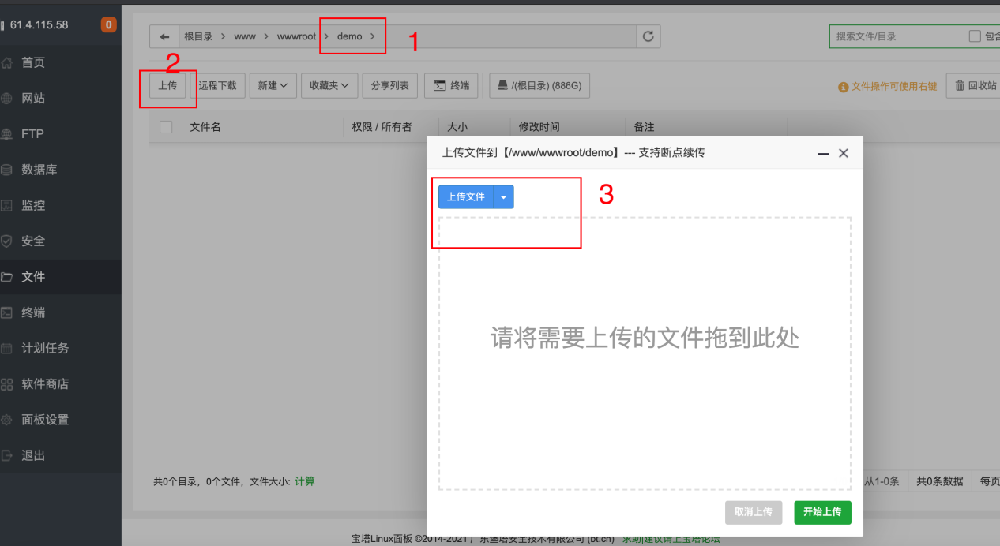 61.4.115.58 0
首页
网站
FTP
数据库
监控
安全
文件
终端
计划任务
软件商店
面板设置
退出
根目录 www wwwroot demo
1
搜索文件/目录 包含
2
上传 远程下载 新建 收藏夹 分享列表 终端 /(根目录) (886G)
文件操作可使用右键 回收站
文件名 权限 / 所有者 大小 修改时间 备注
上传文件到【/www/wwwroot/demo】--- 支持断点续传
上传文件
3
请将需要上传的文件拖到此处
取消上传 开始上传
共0个目录，0个文件，文件大小: 计算
从1-0条 共0条数据 每页
宝塔Linux面板 ©2014-2021 广东堡塔安全技术有限公司 (bt.cn) 求助|建议请上宝塔论坛